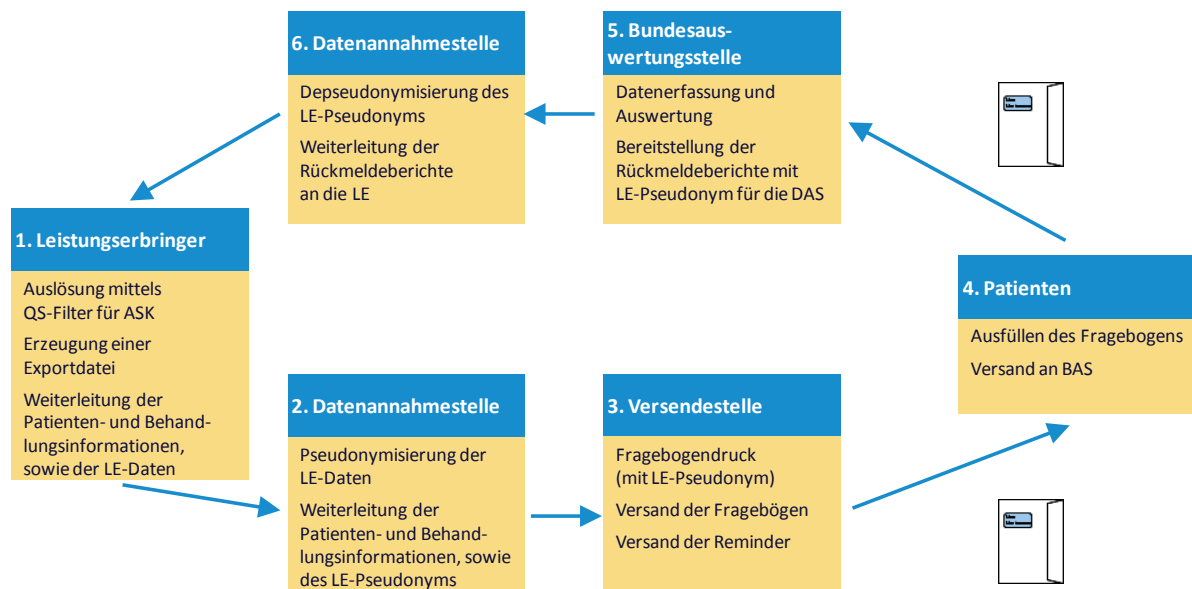 1. Leistungserbringer
Auslösung mittels
QS-Filter für ASK
Erzeugung einer
Exportdatei
Weiterleitung der
Patienten- und Behand-
lungsinformationen,
sowie der LE-Daten
2. Datenannahmestelle
Pseudonymisierung der
LE-Daten
Weiterleitung der
Patienten- und Behand-
lungsinformationen, sowie
des LE-Pseudonyms
3. Versendestelle
Fragebogendruck
(mit LE-Pseudonym)
Versand der Fragebögen
Versand der Reminder
4. Patienten
Ausfüllen des Fragebogens
Versand an BAS
5. Bundesaus-
wertungsstelle
Datenerfassung und
Auswertung
Bereitstellung der
Rückmeldeberichte mit
LE-Pseudonym für die DAS
6. Datenannahmestelle
Depseudonymisierung des
LE-Pseudonyms
Weiterleitung der
Rückmeldeberichte
an die LE